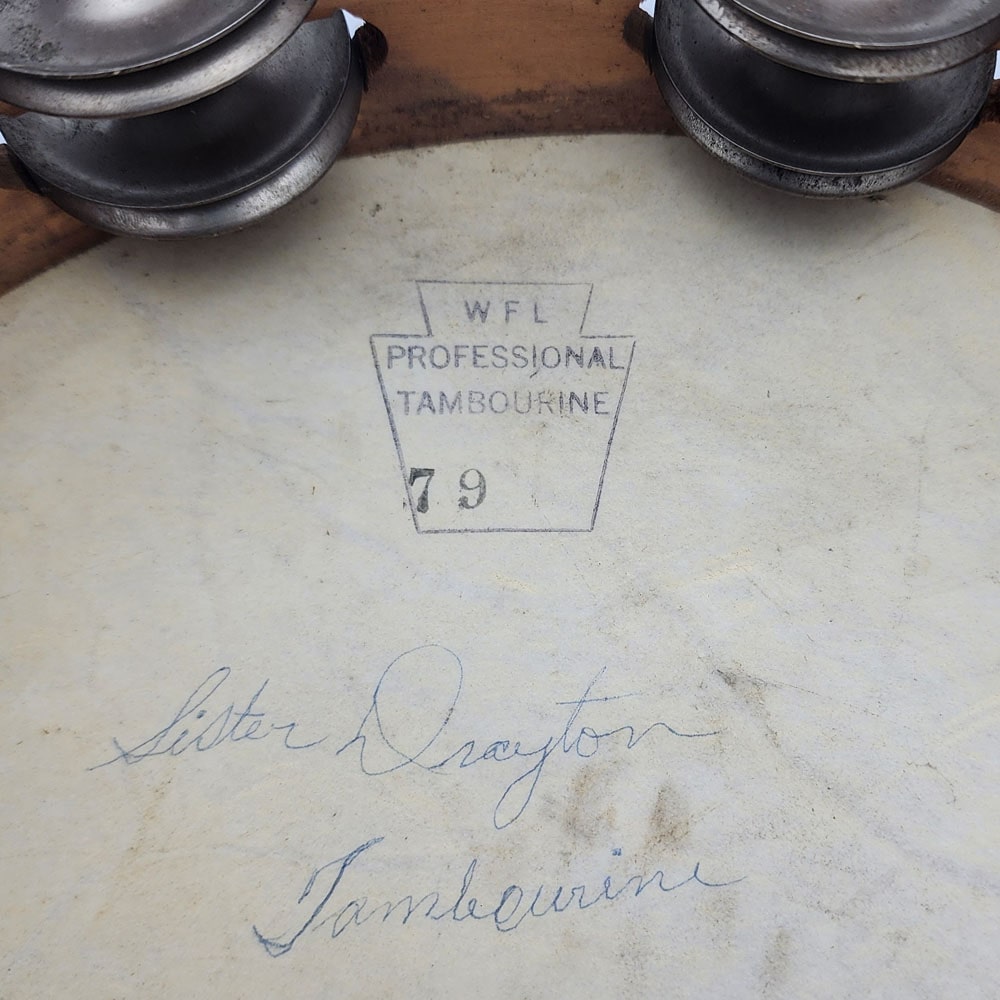 WFL
PROFESSIONAL
TAMBOURINE
79
Sister Drayton
Tambourine